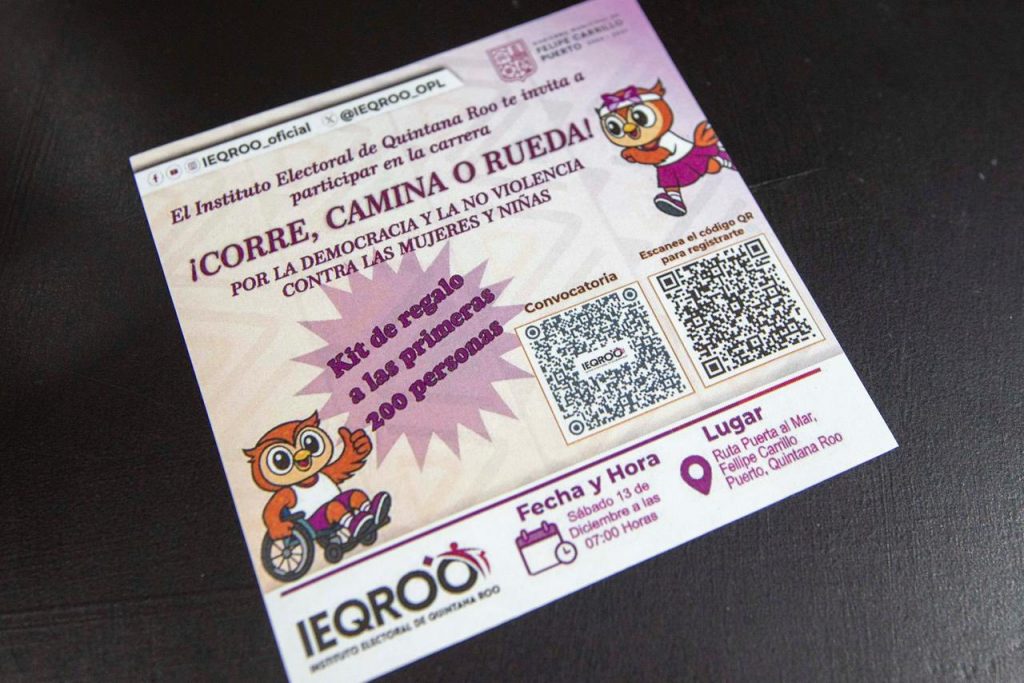 FELIPE CARRILLO
PUERTO
IEQROO_oficial @IEQROO_OPL
El Instituto Electoral de Quintana Roo te invita a
participar en la carrera
¡CORRE, CAMINA O RUEDA!
POR LA DEMOCRACIA Y LA NO VIOLENCIA
CONTRA LAS MUJERES Y NIÑAS
Kit de regalo
a las primeras
200 personas
Convocatoria
IEQROO
Escanea el código QR
para registrarte
Fecha y Hora
Sábado 13 de
Diciembre a las
07:00 Horas
Lugar
Ruta Puerta al Mar,
Fellipe Carrillo
Puerto, Quintana Roo
IEQROO
INSTITUTO ELECTORAL DE QUINTANA ROO